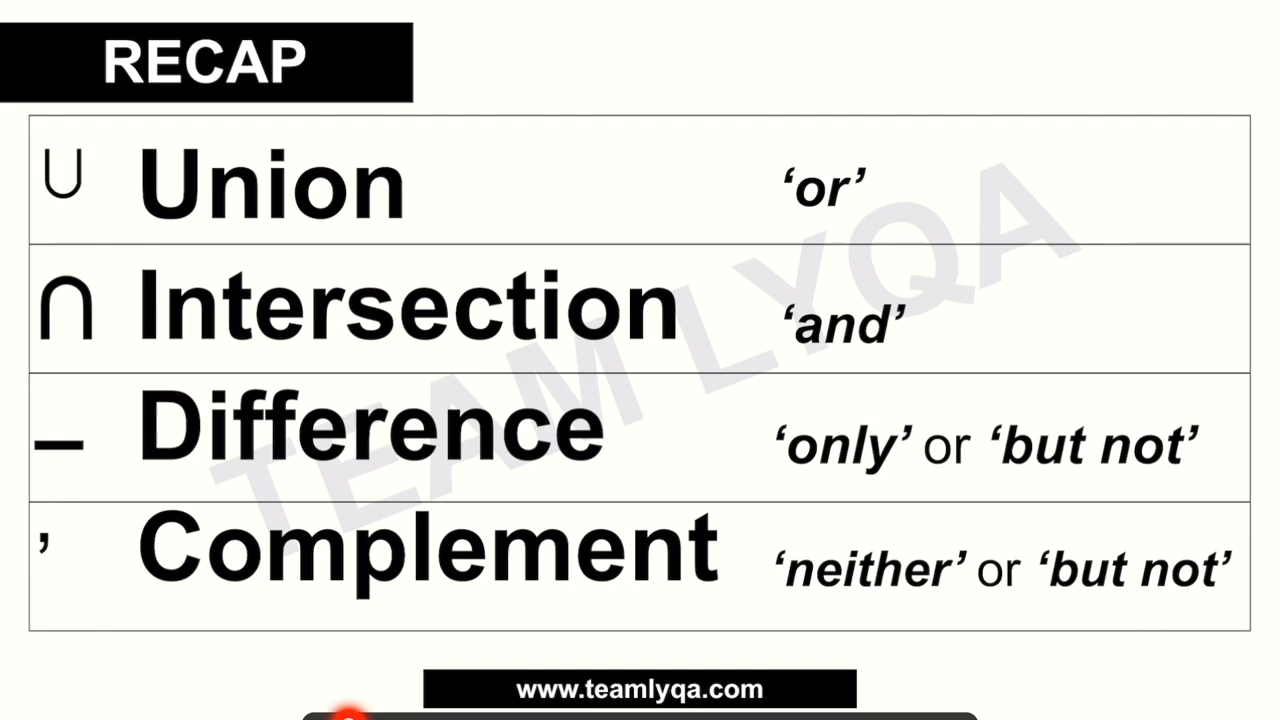 RECAP
∪ Union ‘or’
∩ Intersection ‘and’
– Difference ‘only’ or ‘but not’
’ Complement ‘neither’ or ‘but not’
TEAM LYQA
www.teamlyqa.com